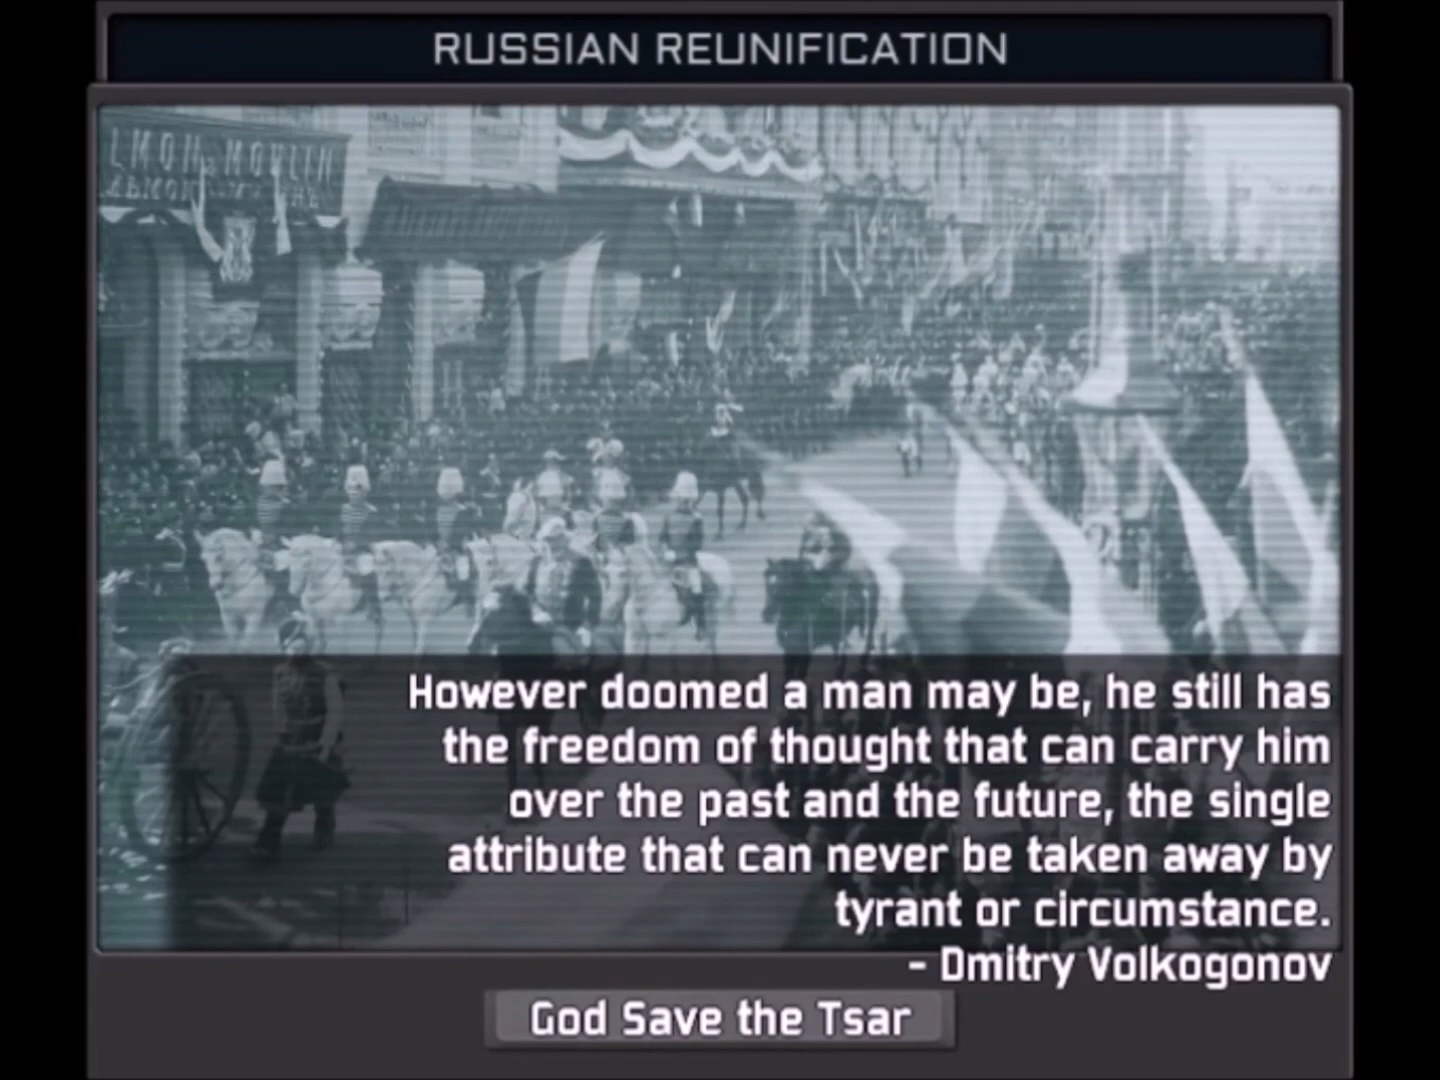 RUSSIAN REUNIFICATION
However doomed a man may be, he still has
the freedom of thought that can carry him
over the past and the future, the single
attribute that can never be taken away by
tyrant or circumstance.
- Dmitry Volkogonov
God Save the Tsar